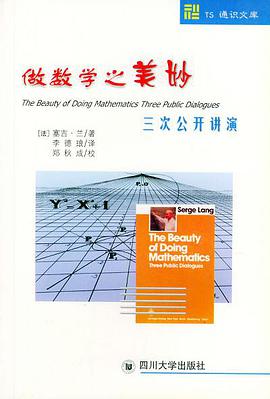 TS 通识文库
做数学之美妙
The Beauty of Doing Mathematics Three Public Dialogues
三次公开讲演
[法] 塞吉·兰/著
李德琅/译
郑秋成/校
Y²=X³+1
Serge Lang
The Beauty
of Doing
Mathematics
Three Public Dialogues
四川大学出版社